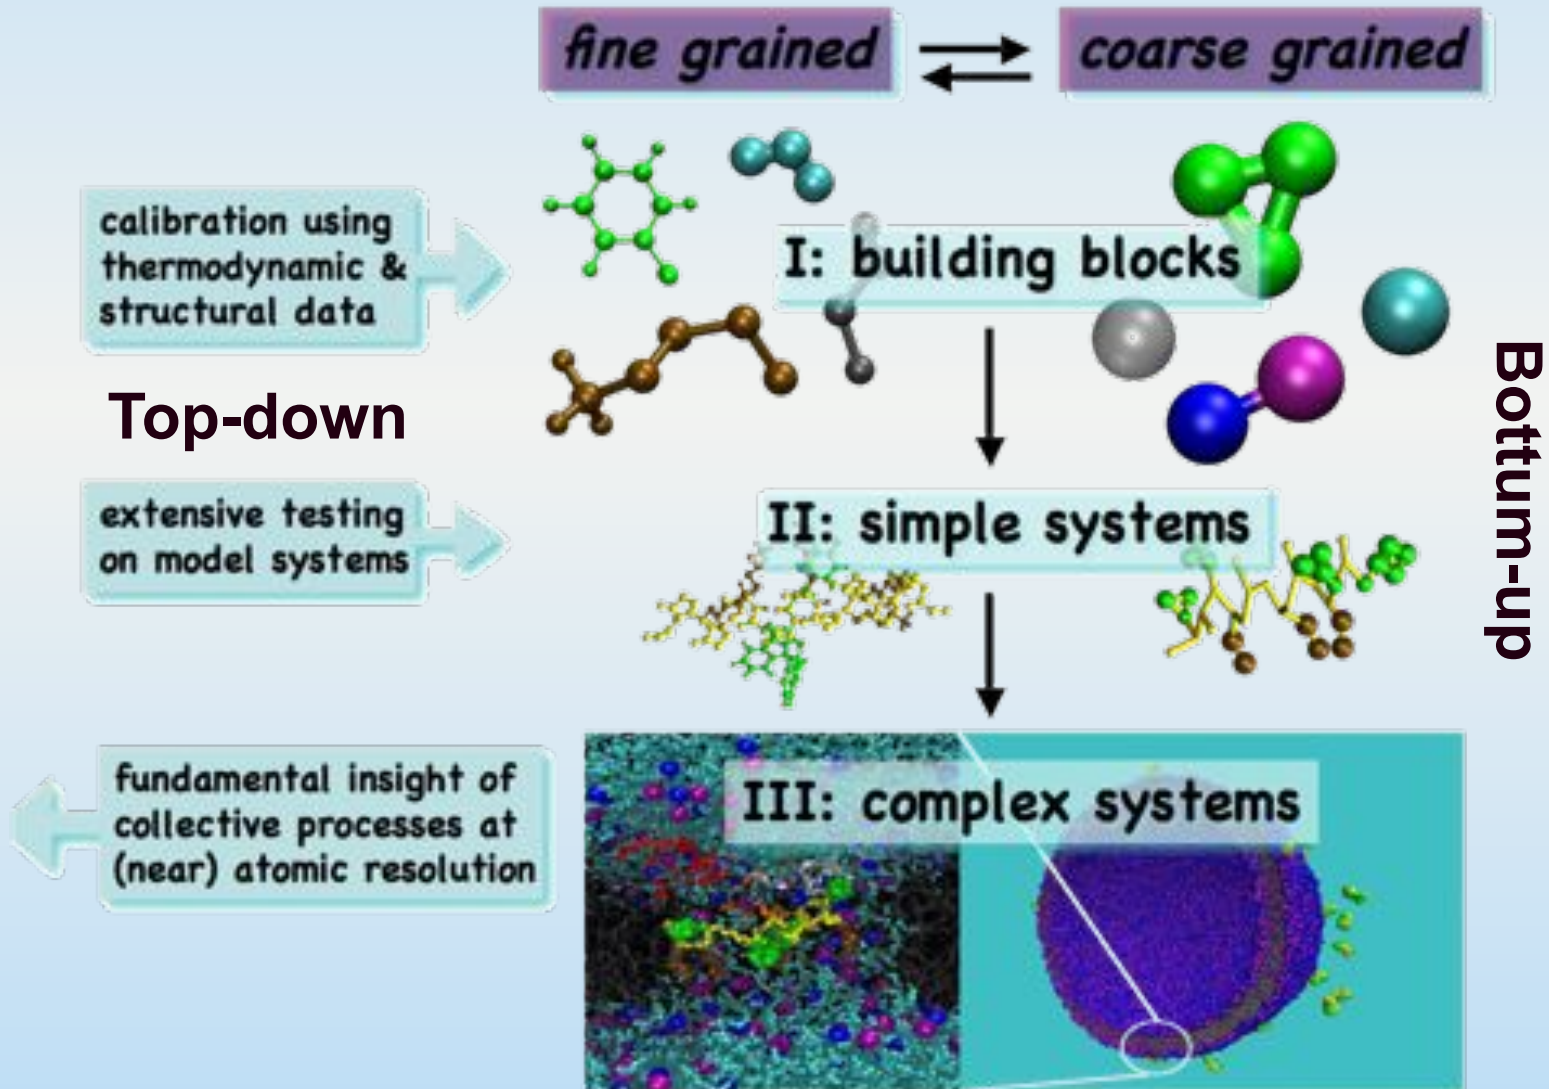 fine grained
coarse grained
calibration using
thermodynamic &
structural data
I: building blocks
Top-down
Bottum-up
extensive testing
on model systems
II: simple systems
fundamental insight of
collective processes at
(near) atomic resolution
III: complex systems